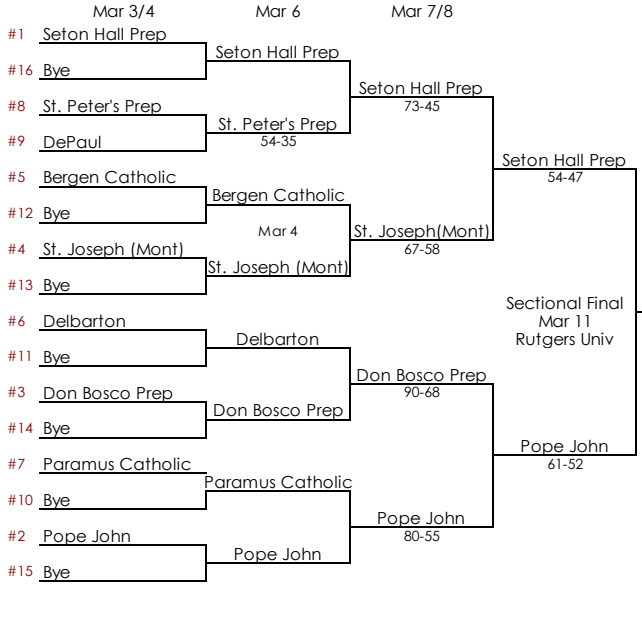 Mar 3/4
Mar 6
Mar 7/8
#1 Seton Hall Prep
#16 Bye
Seton Hall Prep
#8 St. Peter's Prep
#9 DePaul
St. Peter's Prep
54-35
Seton Hall Prep
73-45
#5 Bergen Catholic
#12 Bye
Bergen Catholic
Mar 4
#4 St. Joseph (Mont)
#13 Bye
St. Joseph (Mont)
St. Joseph(Mont)
67-58
Seton Hall Prep
54-47
Sectional Final
Mar 11
Rutgers Univ
#6 Delbarton
#11 Bye
Delbarton
#3 Don Bosco Prep
#14 Bye
Don Bosco Prep
Don Bosco Prep
90-68
#7 Paramus Catholic
#10 Bye
Paramus Catholic
#2 Pope John
#15 Bye
Pope John
Pope John
80-55
Pope John
61-52